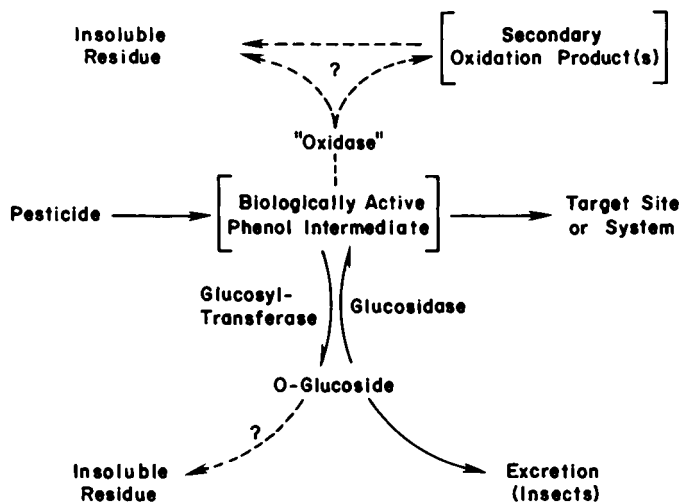 Insoluble
Residue
?
Secondary
Oxidation Product(s)
"Oxidase"
Pesticide
Biologically Active
Phenol Intermediate
Target Site
or System
Glucosyl-
Transferase
Glucosidase
O-Glucoside
?
Insoluble
Residue
Excretion
(Insects)